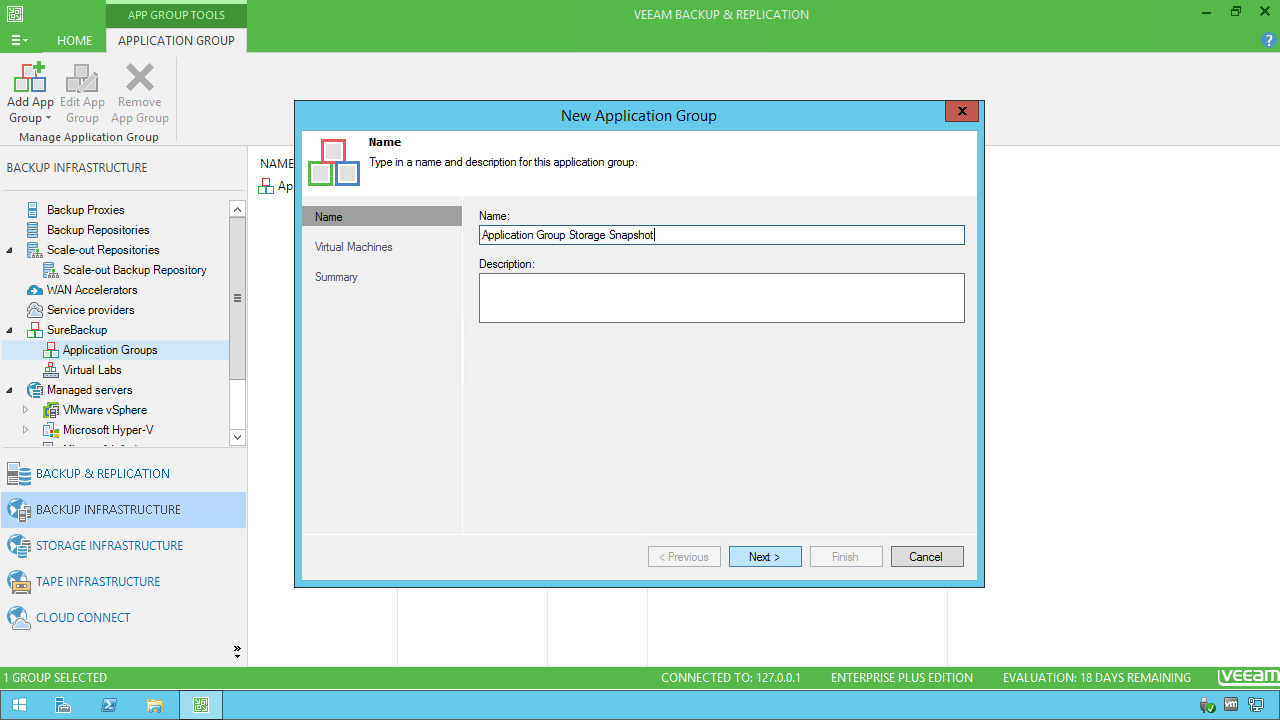 APP GROUP TOOLS
VEEAM BACKUP & REPLICATION
HOME
APPLICATION GROUP
?
Add App
Group
Edit App
Group
Remove
App Group
Manage Application Group
BACKUP INFRASTRUCTURE
Backup Proxies
Backup Repositories
Scale-out Repositories
Scale-out Backup Repository
WAN Accelerators
Service providers
SureBackup
Application Groups
Virtual Labs
Managed servers
VMware vSphere
Microsoft Hyper-V
BACKUP & REPLICATION
BACKUP INFRASTRUCTURE
STORAGE INFRASTRUCTURE
TAPE INFRASTRUCTURE
CLOUD CONNECT
NAME
Ap
New Application Group
x
Name
Type in a name and description for this application group.
Name
Virtual Machines
Summary
Name:
Application Group Storage Snapshot
Description:
< Previous
Next >
Finish
Cancel
1 GROUP SELECTED
CONNECTED TO: 127.0.0.1
ENTERPRISE PLUS EDITION
EVALUATION: 18 DAYS REMAINING
veeam
vm